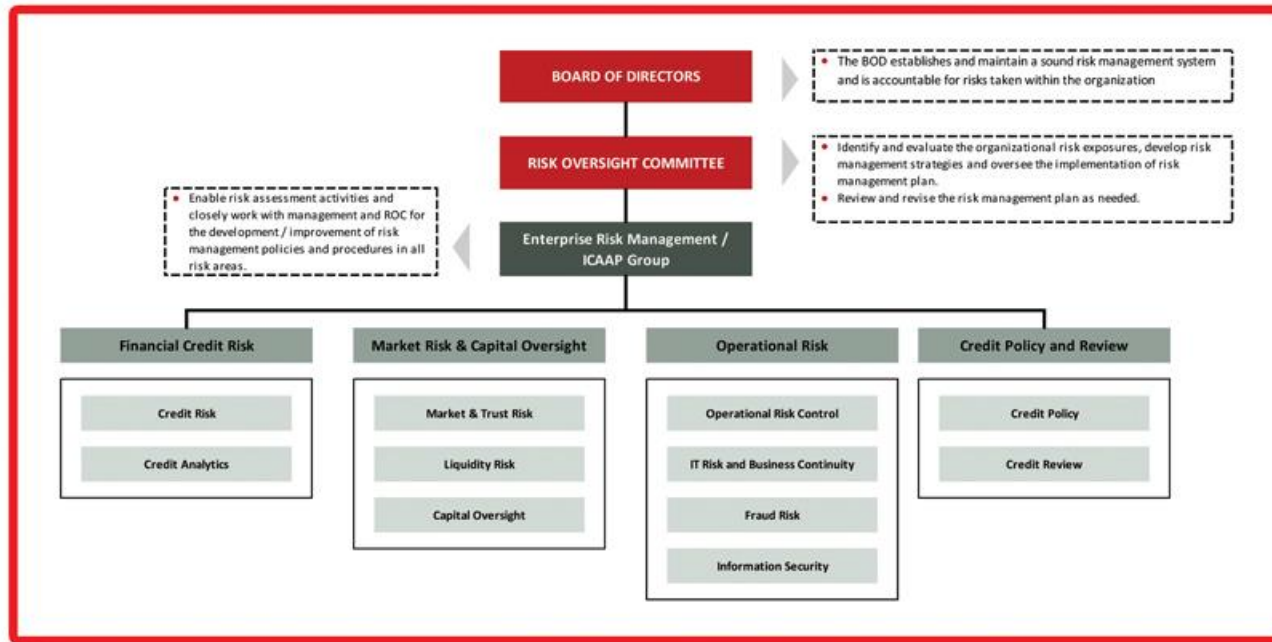 BOARD OF DIRECTORS
• The BOD establishes and maintain a sound risk management system
and is accountable for risks taken within the organization
RISK OVERSIGHT COMMITTEE
• Identify and evaluate the organizational risk exposures, develop risk
management strategies and oversee the implementation of risk
management plan.
• Review and revise the risk management plan as needed.
• Enable risk assessment activities and
closely work with management and ROC for
the development / improvement of risk
management policies and procedures in all
risk areas.
Enterprise Risk Management /
ICAAP Group
Financial Credit Risk
Credit Risk
Credit Analytics
Market Risk & Capital Oversight
Market & Trust Risk
Liquidity Risk
Capital Oversight
Operational Risk
Operational Risk Control
IT Risk and Business Continuity
Fraud Risk
Information Security
Credit Policy and Review
Credit Policy
Credit Review